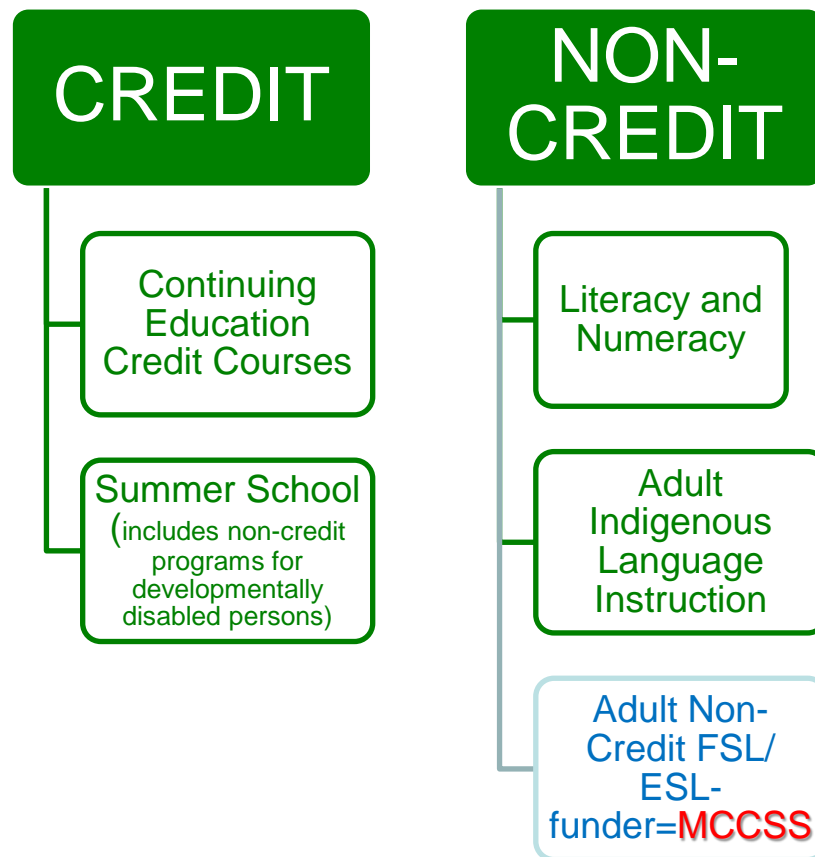 CREDIT
Continuing
Education
Credit Courses
Summer School
(includes non-credit
programs for
developmentally
disabled persons)
NON-
CREDIT
Literacy and
Numeracy
Adult
Indigenous
Language
Instruction
Adult Non-
Credit FSL/
ESL-
funder=MCCSS